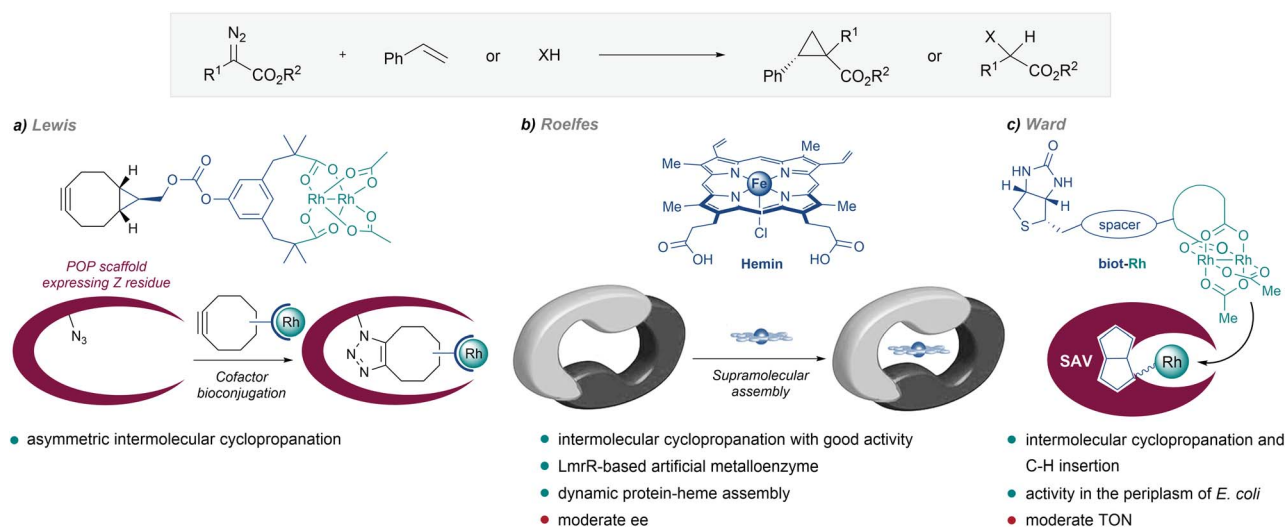 N2
R1
CO2R2
+
Ph
or
XH
R1
Ph
CO2R2
or
X
H
R1
CO2R2
a) Lewis
H
H
O
O
O
O
O
O
O
Rh
Rh
O
O
O
O
O
POP scaffold
expressing Z residue
N3
Rh
Cofactor
bioconjugation
N
N
N
Rh
asymmetric intermolecular cyclopropanation
b) Roelfes
Me
Me
N
N
N
N
Fe
Me
Me
Cl
O
OH
O
OH
Hemin
Supramolecular
assembly
intermolecular cyclopropanation with good activity
LmrR-based artificial metalloenzyme
dynamic protein-heme assembly
moderate ee
c) Ward
O
HN
NH
H
H
S
spacer
biot-Rh
O
O
O
O
Rh
Rh
O
O
O
O
Me
Me
SAV
Rh
intermolecular cyclopropanation and
C-H insertion
activity in the periplasm of E. coli
moderate TON